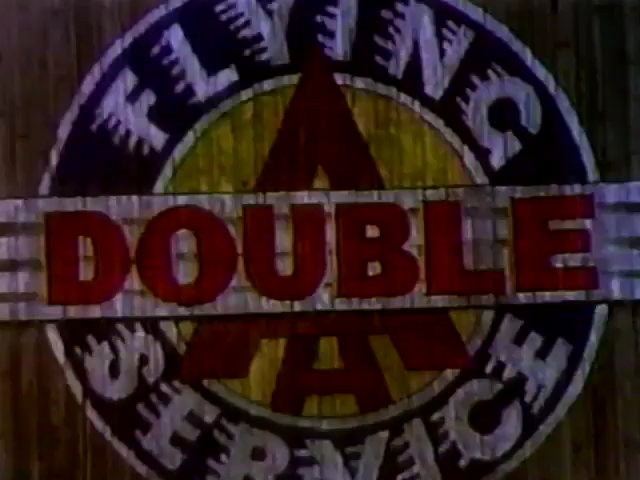 FLYING
A
DOUBLE
A
SERVICE